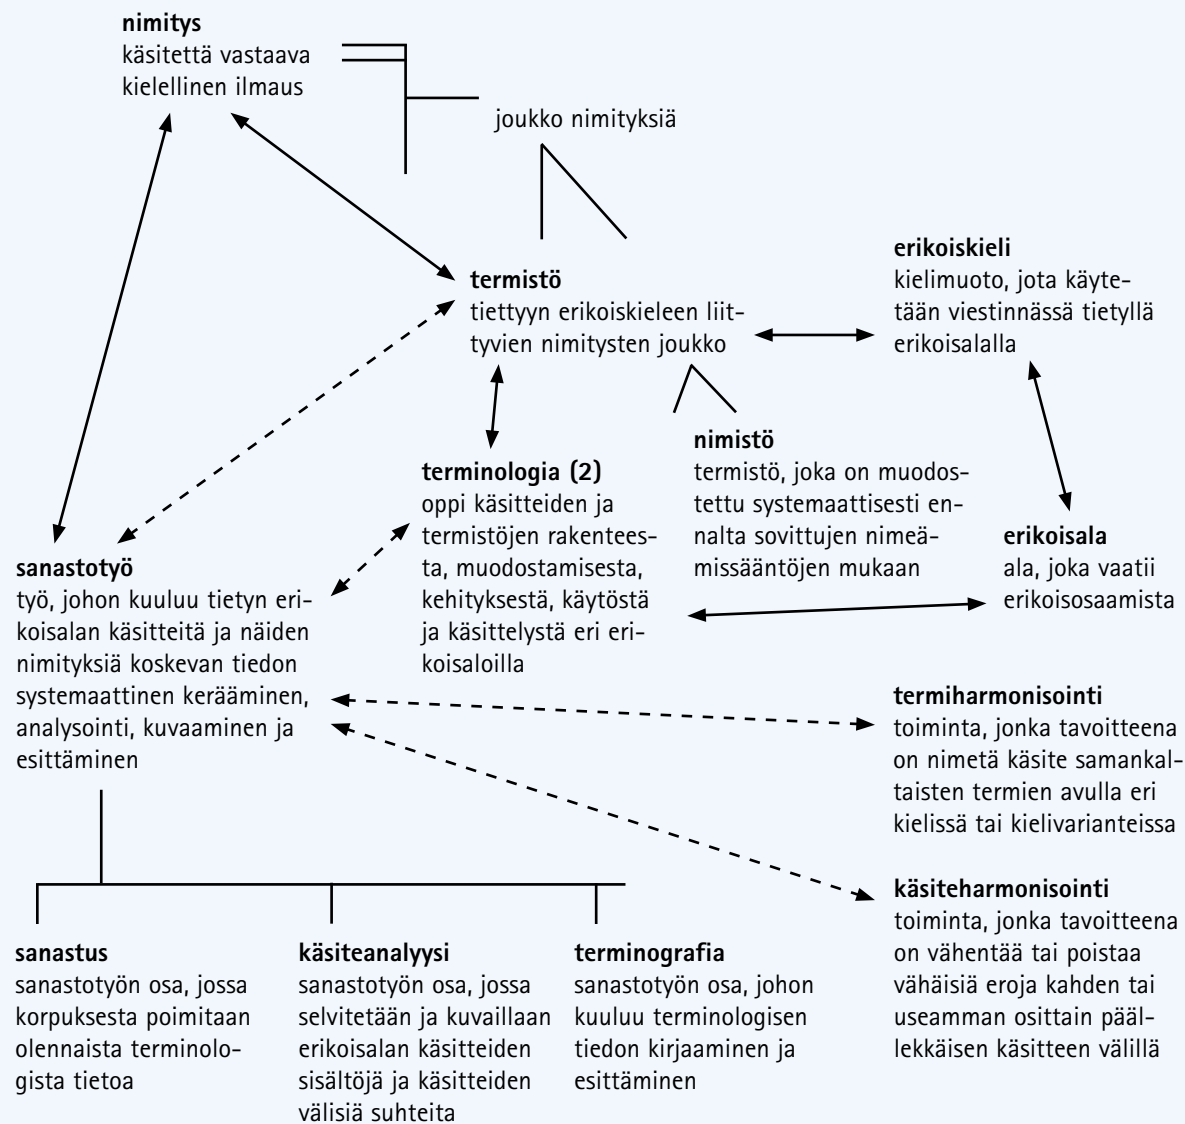 nimitys
käsitettä vastaava
kielellinen ilmaus
joukko nimityksiä
erikoiskieli
kielimuoto, jota käyte-
tään viestinnässä tietyllä
erikoisalalla
termistö
tiettyyn erikoiskieleen liit-
tyvien nimitysten joukko
nimistö
termistö, joka on muodos-
tettu systemaattisesti en-
nalta sovittujen nimeä-
missääntöjen mukaan
terminologia (2)
oppi käsitteiden ja
termistöjen rakentees-
ta, muodostamisesta,
kehityksestä, käytöstä
ja käsittelystä eri eri-
koisaloilla
erikoisala
ala, joka vaatii
erikoisosaamista
sanastotyö
työ, johon kuuluu tietyn eri-
koisalan käsitteitä ja näiden
nimityksiä koskevan tiedon
systemaattinen kerääminen,
analysointi, kuvaaminen ja
esittäminen
termiharmonisointi
toiminta, jonka tavoitteena
on nimetä käsite samankal-
taisten termien avulla eri
kielissä tai kielivarianteissa
käsiteharmonisointi
toiminta, jonka tavoitteena
on vähentää tai poistaa
vähäisiä eroja kahden tai
useamman osittain pääl-
lekkäisen käsitteen välillä
sanastus
sanastotyön osa, jossa
korpuksesta poimitaan
olennaista terminolo-
gista tietoa
käsiteanalyysi
sanastotyön osa, jossa
selvitetään ja kuvaillaan
erikoisalan käsitteiden
sisältöjä ja käsitteiden
välisiä suhteita
terminografia
sanastotyön osa, johon
kuuluu terminologisen
tiedon kirjaaminen ja
esittäminen